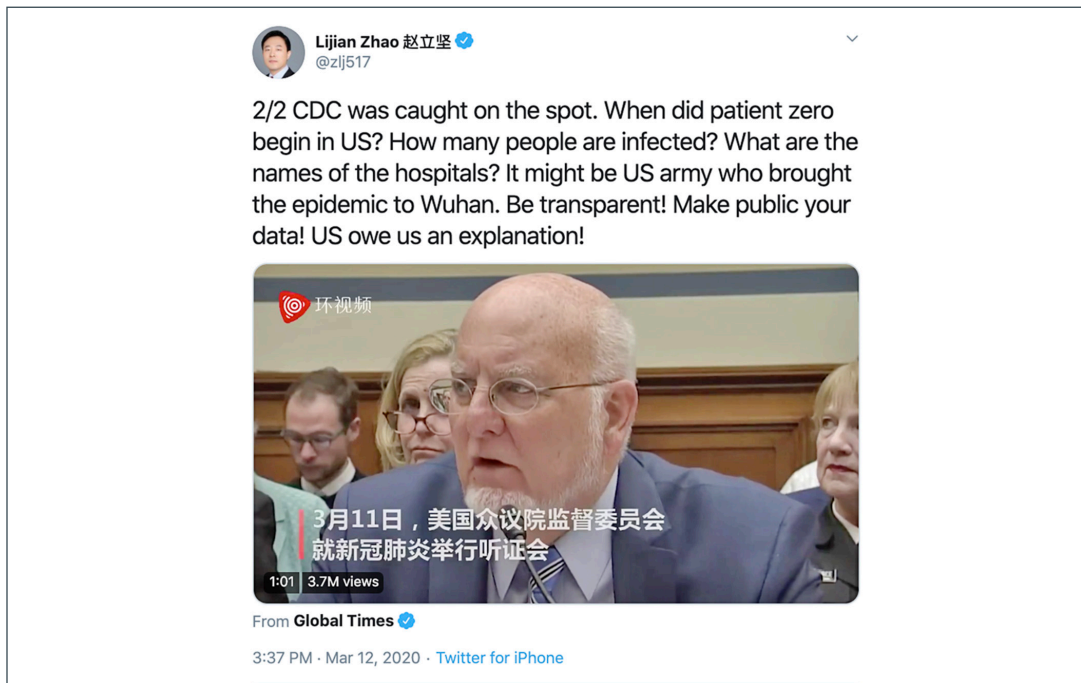 Lijian Zhao 赵立坚
@zlj517
2/2 CDC was caught on the spot. When did patient zero
begin in US? How many people are infected? What are the
names of the hospitals? It might be US army who brought
the epidemic to Wuhan. Be transparent! Make public your
data! US owe us an explanation!
环视频
3月11日，美国众议院监督委员会
就新冠肺炎举行听证会
1:01 3.7M views
From Global Times
3:37 PM · Mar 12, 2020 · Twitter for iPhone